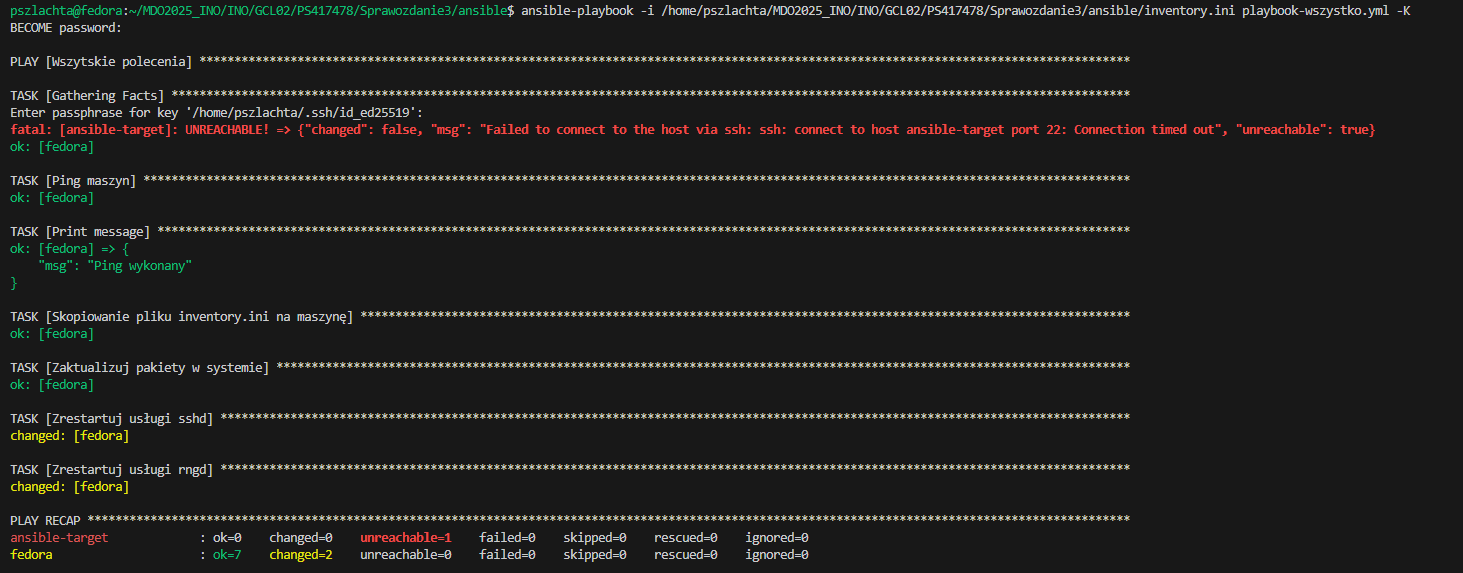 pszlachta@fedora:~/MDO2025_INO/INO/GCL02/PS417478/Sprawozdanie3/ansible$ ansible-playbook -i /home/pszlachta/MDO2025_INO/INO/GCL02/PS417478/Sprawozdanie3/ansible/inventory.ini playbook-wszystko.yml -K
BECOME password:
PLAY [Wszytskie polecenia] *************************************************************************************************************************************
TASK [Gathering Facts] *****************************************************************************************************************************************
Enter passphrase for key '/home/pszlachta/.ssh/id_ed25519':
fatal: [ansible-target]: UNREACHABLE! => {"changed": false, "msg": "Failed to connect to the host via ssh: ssh: connect to host ansible-target port 22: Connection timed out", "unreachable": true}
ok: [fedora]
TASK [Ping maszyn] *********************************************************************************************************************************************
ok: [fedora]
TASK [Print message] *******************************************************************************************************************************************
ok: [fedora] => {
    "msg": "Ping wykonany"
}
TASK [Skopiowanie pliku inventory.ini na maszynę] **************************************************************************************************************
ok: [fedora]
TASK [Zaktualizuj pakiety w systemie] **************************************************************************************************************************
ok: [fedora]
TASK [Zrestartuj usługi sshd] **********************************************************************************************************************************
changed: [fedora]
TASK [Zrestartuj usługi rngd] **********************************************************************************************************************************
changed: [fedora]
PLAY RECAP *****************************************************************************************************************************************************
ansible-target             : ok=0    changed=0    unreachable=1    failed=0    skipped=0    rescued=0    ignored=0
fedora                     : ok=7    changed=2    unreachable=0    failed=0    skipped=0    rescued=0    ignored=0